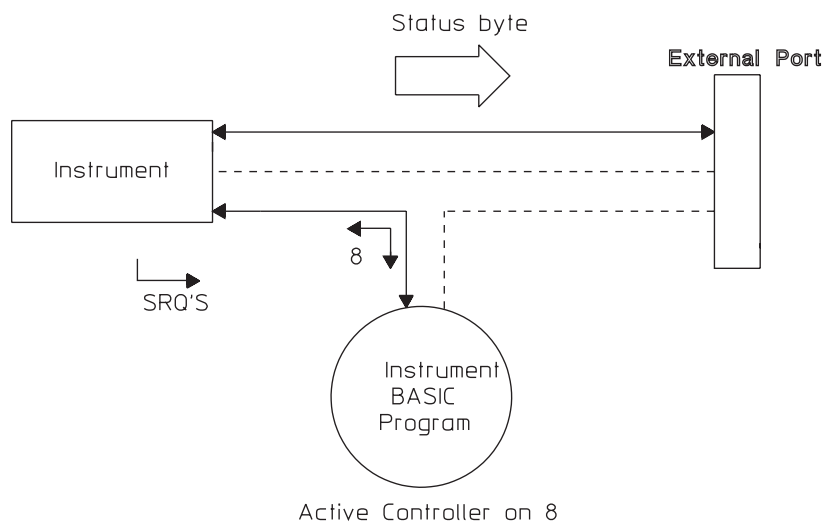 Status byte
External Port
Instrument
8
SRQ'S
Instrument
BASIC
Program
Active Controller on 8